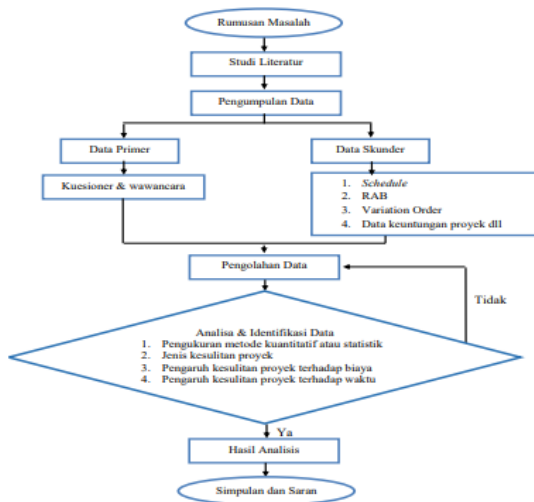 Rumusan Masalah
Studi Literatur
Pengumpulan Data
Data Primer
Data Skunder
Kuesioner & wawancara
1. Schedule
2. RAB
3. Variation Order
4. Data keuntungan proyek dll
Pengolahan Data
Tidak
Analisa & Identifikasi Data
1. Pengukuran metode kuantitatif atau statistik
2. Jenis kesulitan proyek
3. Pengaruh kesulitan proyek terhadap biaya
4. Pengaruh kesulitan proyek terhadap waktu
Ya
Hasil Analisis
Simpulan dan Saran